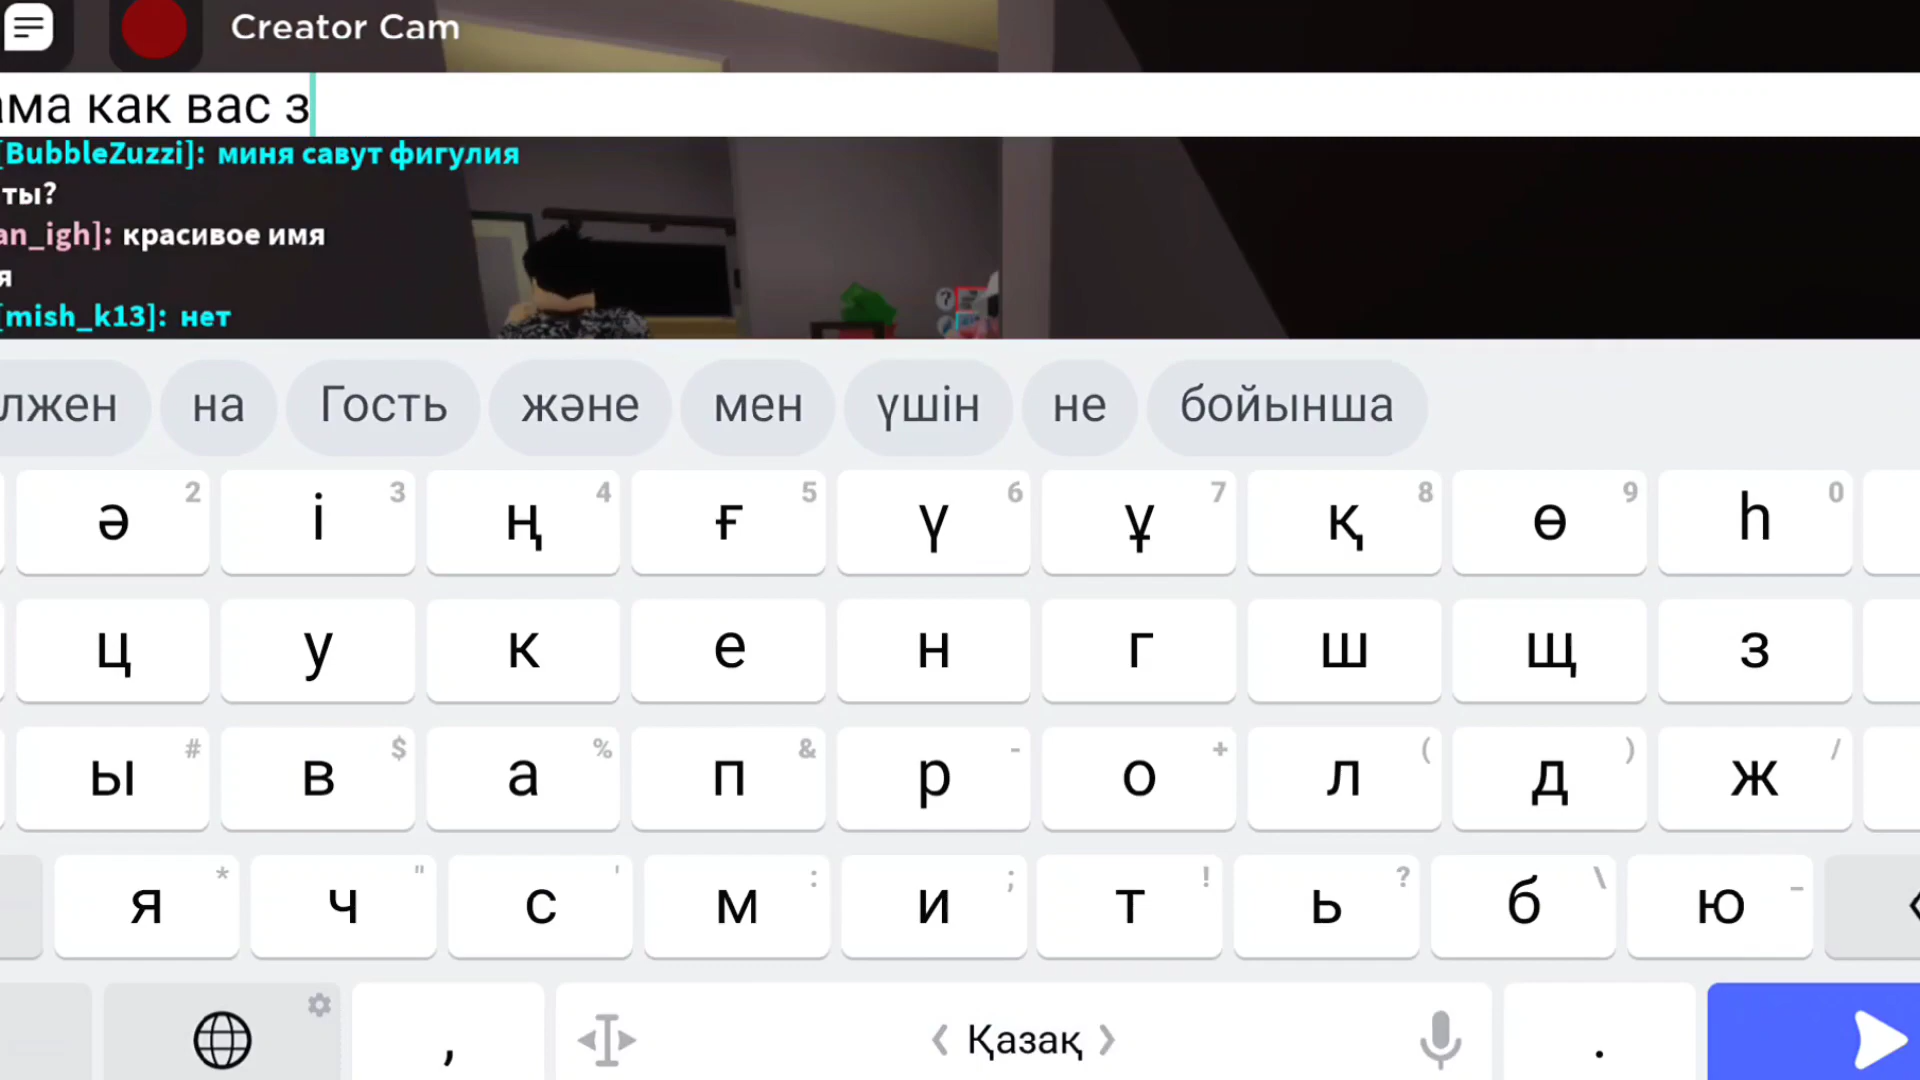 Creator Cam
ама как вас з
[BubbleZuzzi]: миня савут фигулия
ты?
an_igh]: красивое имя
я
[mish_k13]: нет
лжен на Гость және мен үшін не бойынша
ә 2 і 3 ң 4 ғ 5 ү 6 ұ 7 қ 8 ө 9 һ 0
ц у к е н г ш щ з
ы # в $ а % п & р - о + л ( д ) ж /
я * ч " с ' м : и ; т ! ь ? б \ ю _
, Қазақ .